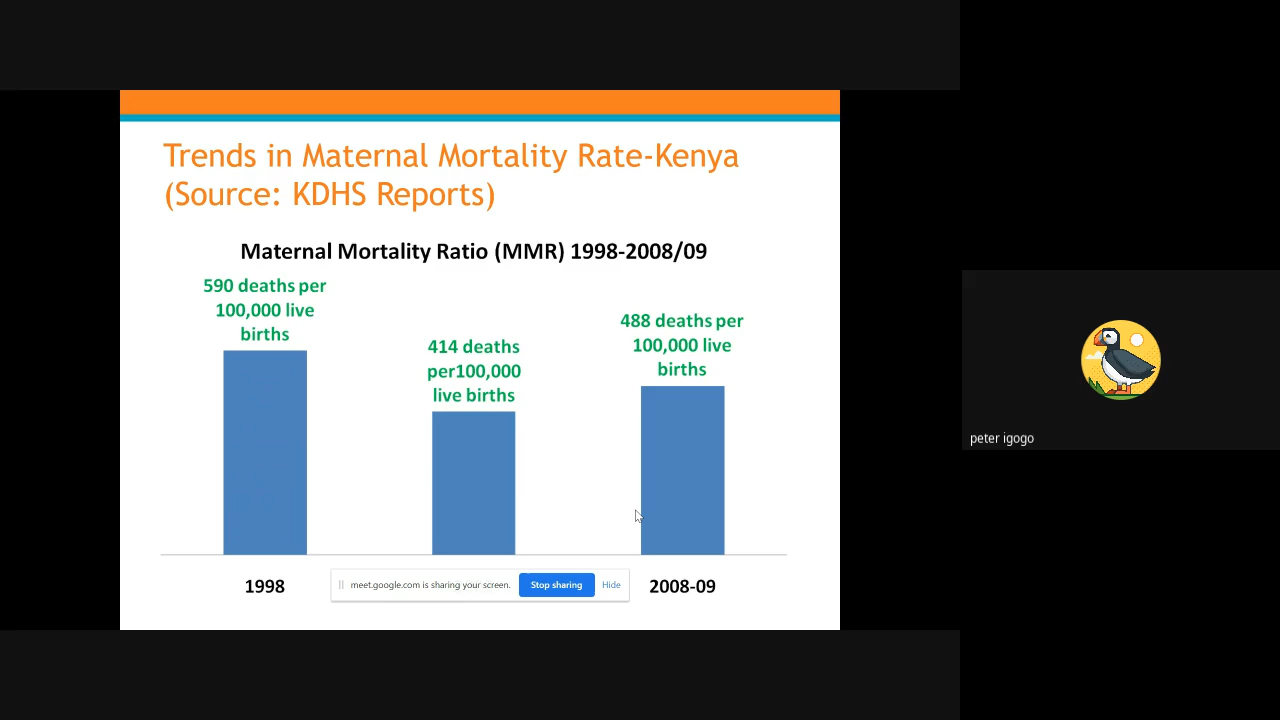 Trends in Maternal Mortality Rate-Kenya
(Source: KDHS Reports)
Maternal Mortality Ratio (MMR) 1998-2008/09
590 deaths per
100,000 live
births
414 deaths
per100,000
live births
488 deaths per
100,000 live
births
1998
2008-09
meet.google.com is sharing your screen.
Stop sharing
Hide
peter igogo